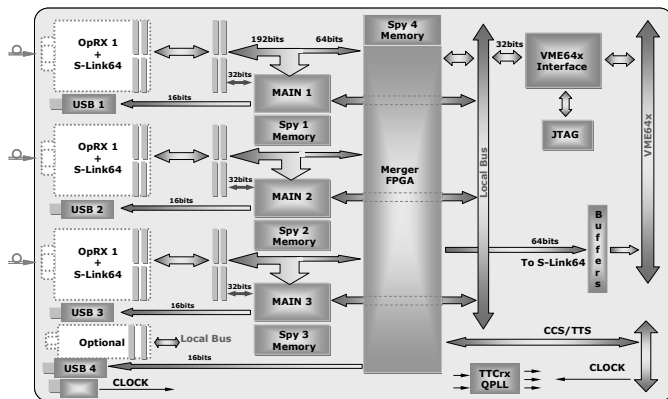 OpRX 1
+
S-Link64
192bits
64bits
Spy 4
Memory
32bits
VME64x
Interface
32bits
MAIN 1
16bits
USB 1
Spy 1
Memory
JTAG
VME64x
OpRX 1
+
S-Link64
Merger
FPGA
Local Bus
32bits
MAIN 2
16bits
USB 2
Spy 2
Memory
Buffers
64bits
To S-Link64
OpRX 1
+
S-Link64
32bits
MAIN 3
16bits
USB 3
Spy 3
Memory
Optional
Local Bus
CCS/TTS
16bits
USB 4
CLOCK
TTCrx
QPLL
CLOCK